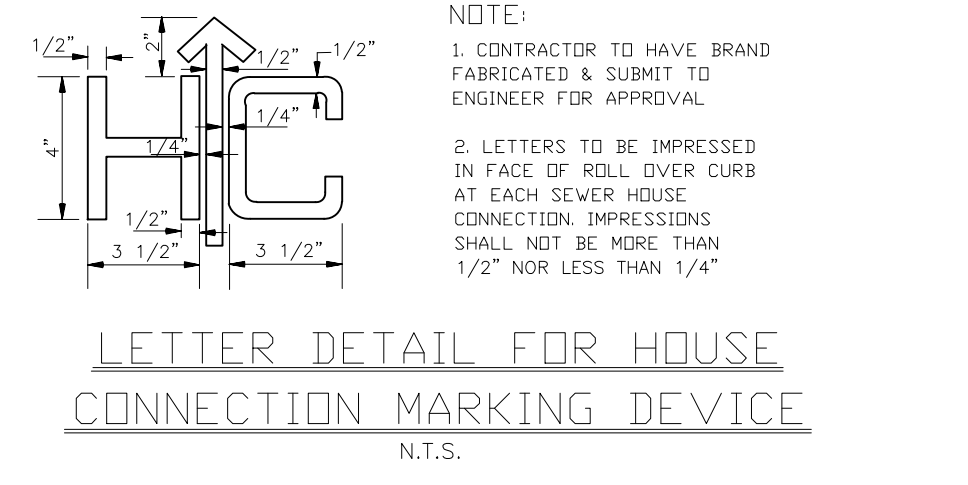 NOTE:
1. CONTRACTOR TO HAVE BRAND
FABRICATED & SUBMIT TO
ENGINEER FOR APPROVAL
2. LETTERS TO BE IMPRESSED
IN FACE OF ROLL OVER CURB
AT EACH SEWER HOUSE
CONNECTION. IMPRESSIONS
SHALL NOT BE MORE THAN
1/2" NOR LESS THAN 1/4"
1/2"
2"
1/2"
1/2"
4"
1/4"
1/4"
1/2"
3 1/2"
3 1/2"
HC
LETTER DETAIL FOR HOUSE
CONNECTION MARKING DEVICE
N.T.S.